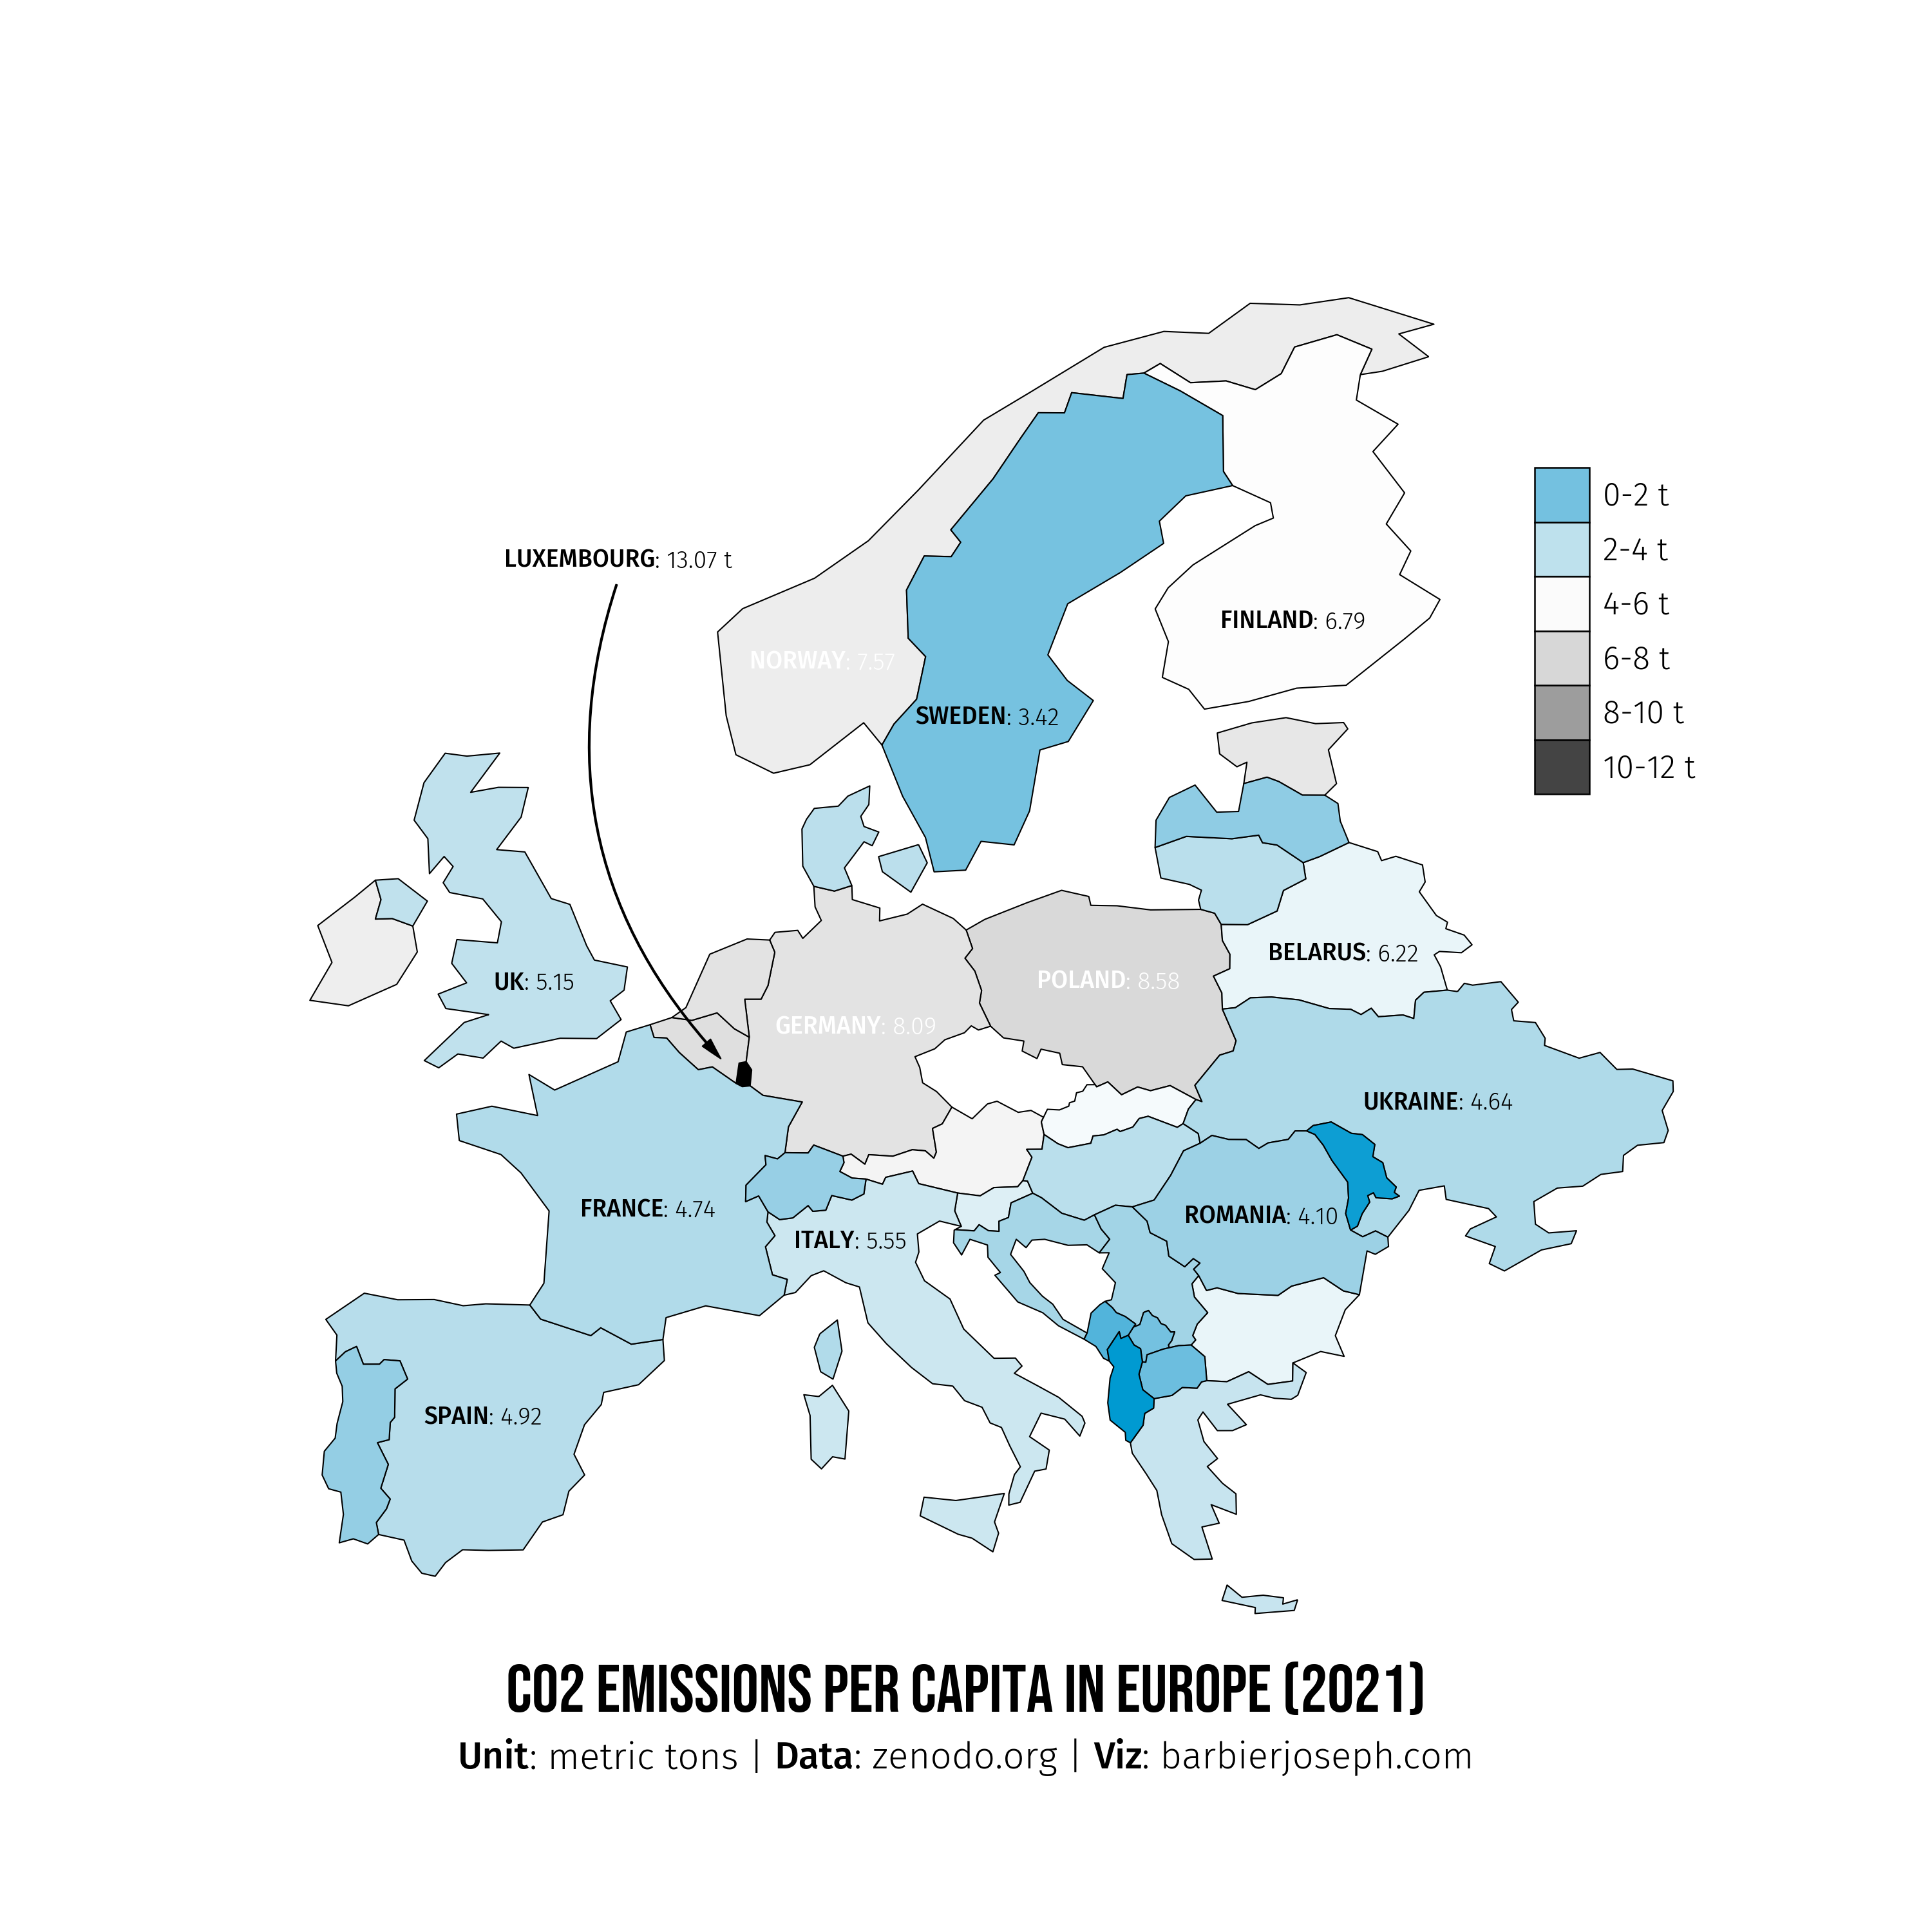 LUXEMBOURG: 13.07 t
0-2 t
2-4 t
4-6 t
6-8 t
8-10 t
10-12 t
FINLAND: 6.79
NORWAY: 7.57
SWEDEN: 3.42
BELARUS: 6.22
UK: 5.15
POLAND: 8.58
GERMANY: 8.09
UKRAINE: 4.64
FRANCE: 4.74
ROMANIA: 4.10
ITALY: 5.55
SPAIN: 4.92
CO2 EMISSIONS PER CAPITA IN EUROPE (2021)
Unit: metric tons | Data: zenodo.org | Viz: barbierjoseph.com